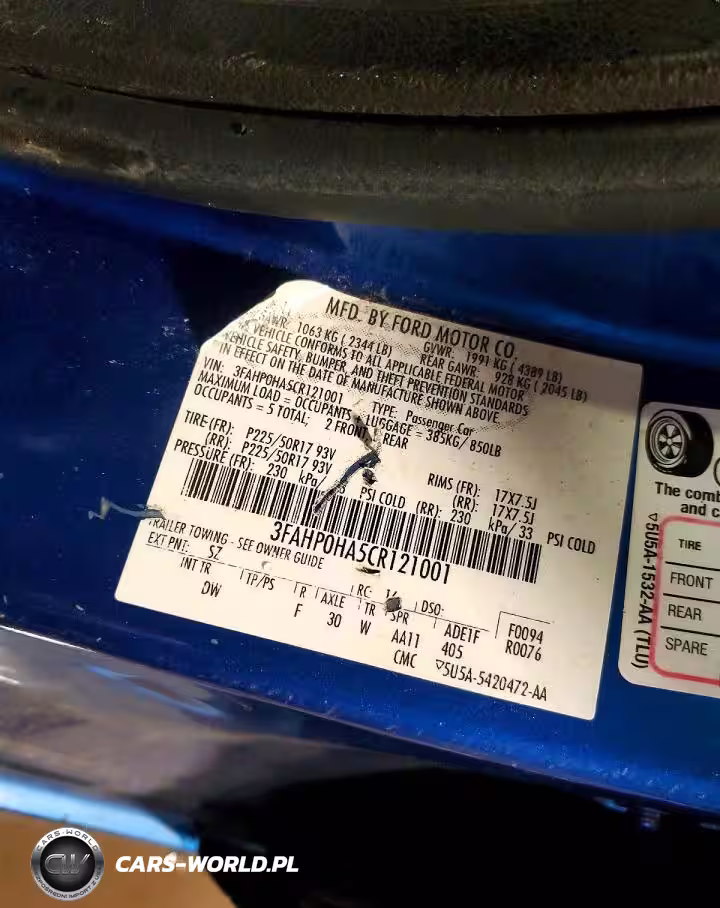 MFD. BY FORD MOTOR CO.
GVWR: 1991 KG ( 4389 LB)
1063 KG ( 2344 LB) REAR GAWR: 928 KG ( 2045 LB)
VEHICLE CONFORMS TO ALL APPLICABLE FEDERAL MOTOR
VEHICLE SAFETY, BUMPER, AND THEFT PREVENTION STANDARDS
IN EFFECT ON THE DATE OF MANUFACTURE SHOWN ABOVE
VIN: 3FAHP0HA5CR121001 TYPE: Passenger Car
MAXIMUM LOAD = OCCUPANTS LUGGAGE = 385KG/ 850LB
OCCUPANTS = 5 TOTAL, 2 FRONT, REAR
TIRE(FR): P225/50R17 93V RIMS (FR): 17X7.5J
(RR): P225/50R17 93V (RR): 17X7.5J
PRESSURE(FR): 230 kPa/ PSI COLD (RR): 230 kPa/ 33 PSI COLD
3FAHP0HA5CR121001
TRAILER TOWING - SEE OWNER GUIDE
EXT PNT: SZ RC: DSO: F0094
INT TR TP/PS R AXLE TR SPR ADE1F R0076
DW F 30 W AA11 405
CMC ▽5U5A-5420472-AA
The comb
and c
▽5U5A-1532-AA (TL0)
TIRE
FRONT
REAR
SPARE
CARS-WORLD
CW
CARS-WORLD.PL